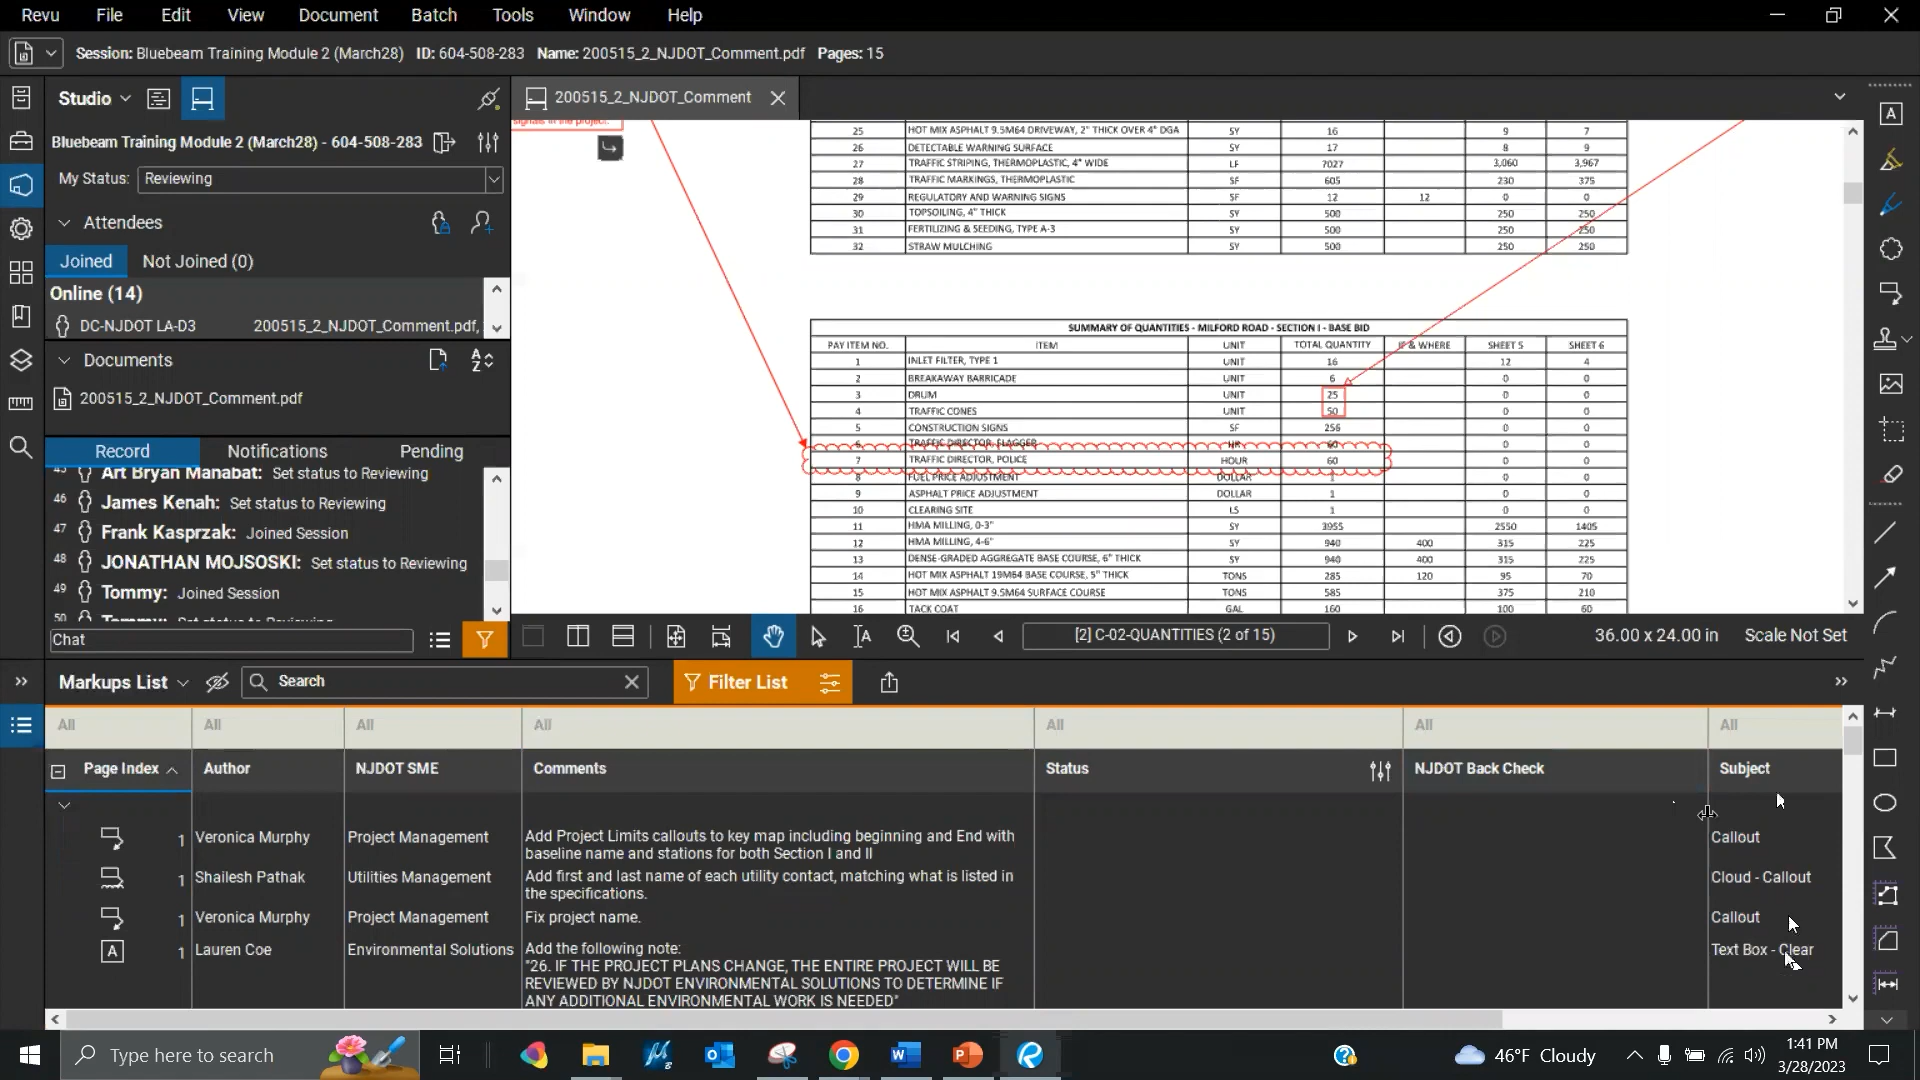 Revu File Edit View Document Batch Tools Window Help
Session: Bluebeam Training Module 2 (March28) ID: 604-508-283 Name: 200515_2_NJDOT_Comment.pdf Pages: 15
Studio
200515_2_NJDOT_Comment
Bluebeam Training Module 2 (March28) - 604-508-283
My Status: Reviewing
Attendees
Joined Not Joined (0)
Online (14)
DC-NJDOT LA-D3 200515_2_NJDOT_Comment.pdf,
Documents
200515_2_NJDOT_Comment.pdf
Record Notifications Pending
45 Art Bryan Manabat: Set status to Reviewing
46 James Kenah: Set status to Reviewing
47 Frank Kasprzak: Joined Session
48 JONATHAN MOJSOSKI: Set status to Reviewing
49 Tommy: Joined Session
50 Tommy: Set status to Reviewing
Chat
signals in the project.
25 HOT MIX ASPHALT 9.5M64 DRIVEWAY, 2" THICK OVER 4" DGA SY 16 9 7
26 DETECTABLE WARNING SURFACE SY 17 8 9
27 TRAFFIC STRIPING, THERMOPLASTIC, 4" WIDE LF 7027 3,060 3,967
28 TRAFFIC MARKINGS, THERMOPLASTIC SF 605 230 375
29 REGULATORY AND WARNING SIGNS SF 12 12 0 0
30 TOPSOILING, 4" THICK SY 500 250 250
31 FERTILIZING & SEEDING, TYPE A-3 SY 500 250 250
32 STRAW MULCHING SY 500 250 250
SUMMARY OF QUANTITIES - MILFORD ROAD - SECTION I - BASE BID
PAY ITEM NO. ITEM UNIT TOTAL QUANTITY IF & WHERE SHEET 5 SHEET 6
1 INLET FILTER, TYPE 1 UNIT 16 12 4
2 BREAKAWAY BARRICADE UNIT 6 0 0
3 DRUM UNIT 25 0 0
4 TRAFFIC CONES UNIT 50 0 0
5 CONSTRUCTION SIGNS SF 256 0 0
6 TRAFFIC DIRECTOR, FLAGGER HR 60 0 0
7 TRAFFIC DIRECTOR, POLICE HOUR 60 0 0
8 FUEL PRICE ADJUSTMENT DOLLAR 1 0 0
9 ASPHALT PRICE ADJUSTMENT DOLLAR 1 0 0
10 CLEARING SITE LS 1 0 0
11 HMA MILLING, 0-3" SY 3955 2550 1405
12 HMA MILLING, 4-6" SY 940 400 315 225
13 DENSE-GRADED AGGREGATE BASE COURSE, 6" THICK SY 940 400 315 225
14 HOT MIX ASPHALT 19M64 BASE COURSE, 5" THICK TONS 285 120 95 70
15 HOT MIX ASPHALT 9.5M64 SURFACE COURSE TONS 585 375 210
16 TACK COAT GAL 160 100 60
[2] C-02-QUANTITIES (2 of 15) 36.00 x 24.00 in Scale Not Set
Markups List Search Filter List
All All All All All All All
Page Index Author NJDOT SME Comments Status NJDOT Back Check Subject
1 Veronica Murphy Project Management Add Project Limits callouts to key map including beginning and End with Callout
baseline name and stations for both Section I and II
1 Shailesh Pathak Utilities Management Add first and last name of each utility contact, matching what is listed in Cloud - Callout
the specifications.
1 Veronica Murphy Project Management Fix project name. Callout
A 1 Lauren Coe Environmental Solutions Add the following note: Text Box - Clear
"26. IF THE PROJECT PLANS CHANGE, THE ENTIRE PROJECT WILL BE
REVIEWED BY NJDOT ENVIRONMENTAL SOLUTIONS TO DETERMINE IF
ANY ADDITIONAL ENVIRONMENTAL WORK IS NEEDED"
Type here to search
46°F Cloudy
1:41 PM
3/28/2023